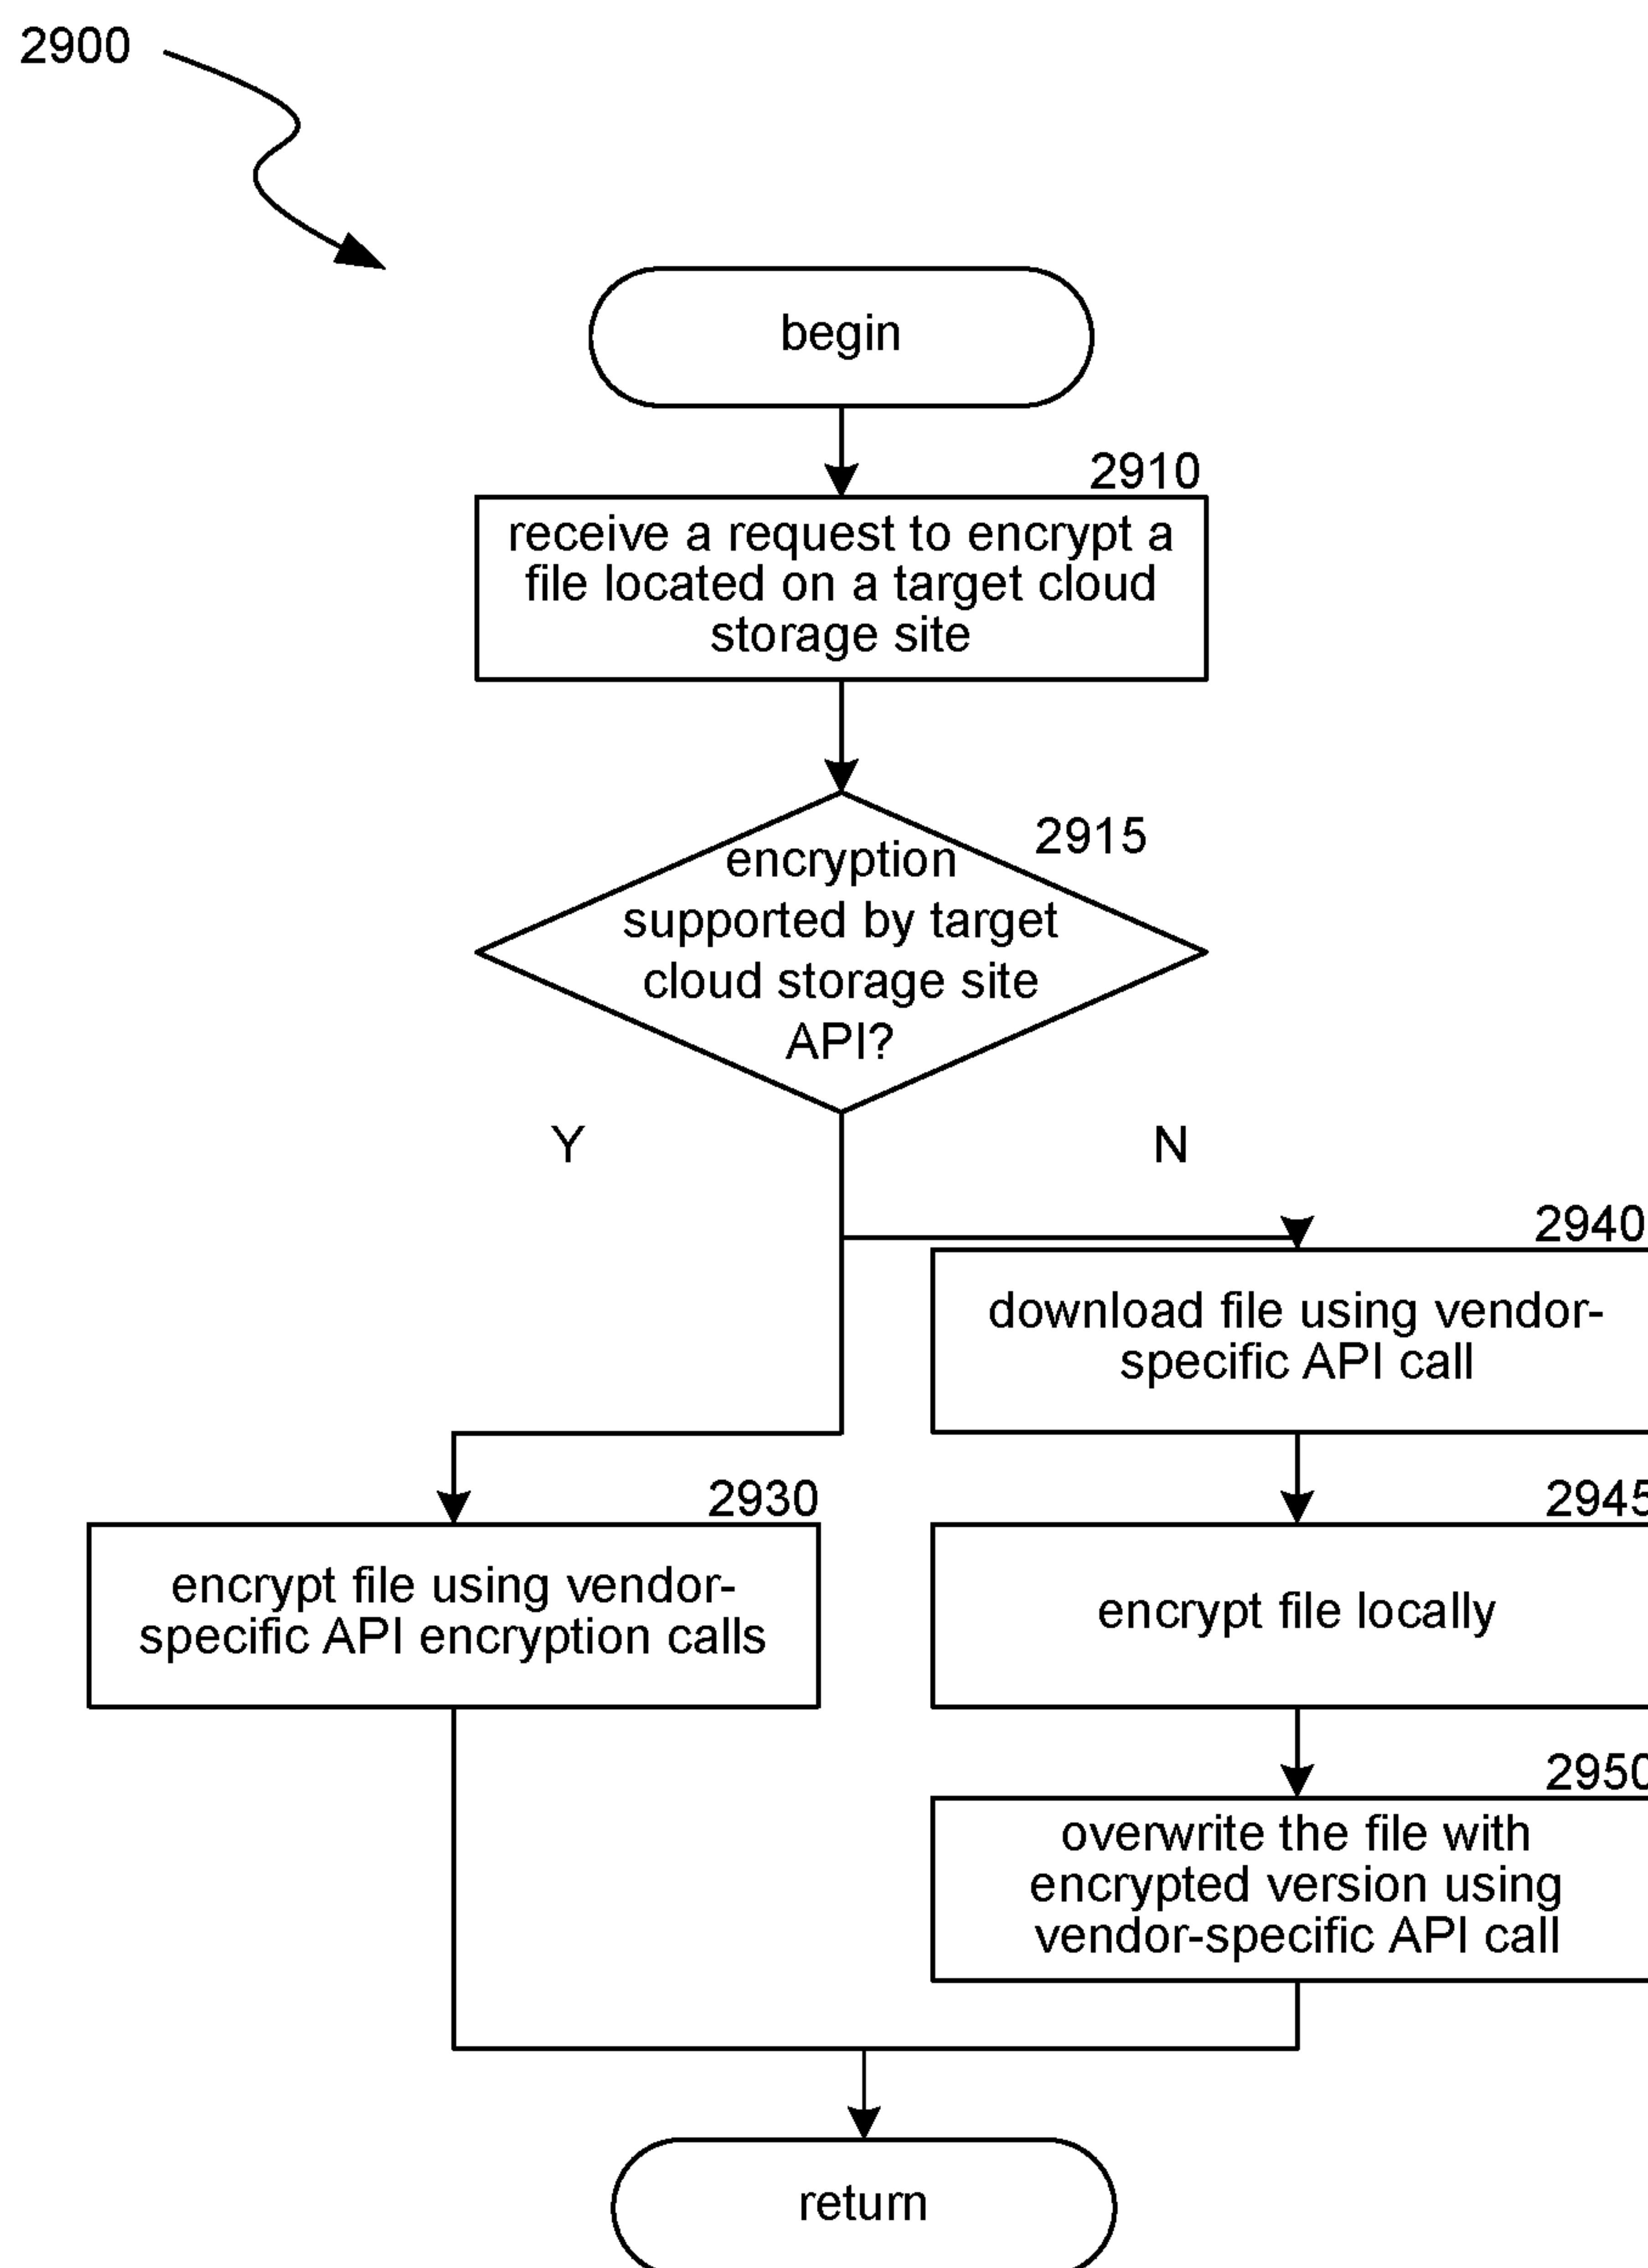 2900
begin
2910
receive a request to encrypt a
file located on a target cloud
storage site
2915
encryption
supported by target
cloud storage site
API?
Y
N
2940
download file using vendor-
specific API call
2930
encrypt file using vendor-
specific API encryption calls
2945
encrypt file locally
2950
overwrite the file with
encrypted version using
vendor-specific API call
return